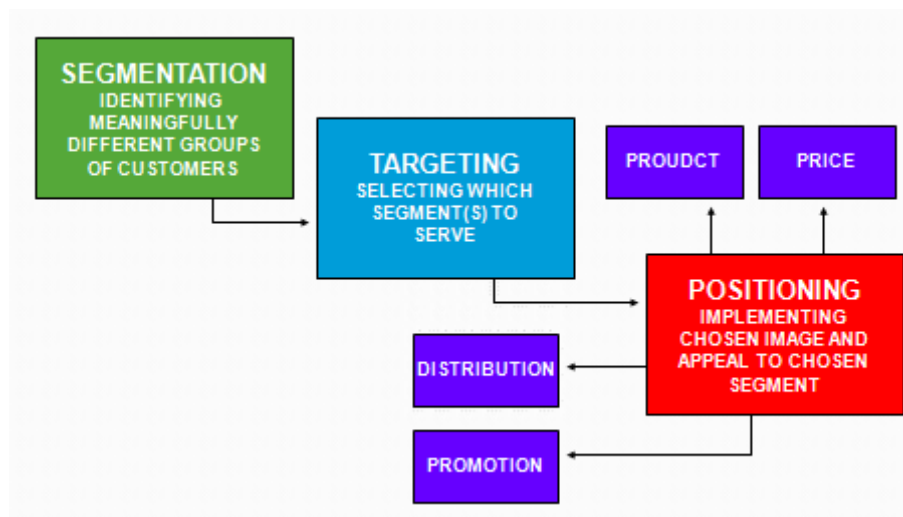 SEGMENTATION
IDENTIFYING
MEANINGFULLY
DIFFERENT GROUPS
OF CUSTOMERS
TARGETING
SELECTING WHICH
SEGMENT(S) TO
SERVE
PROUDCT
PRICE
POSITIONING
IMPLEMENTING
CHOSEN IMAGE AND
APPEAL TO CHOSEN
SEGMENT
DISTRIBUTION
PROMOTION